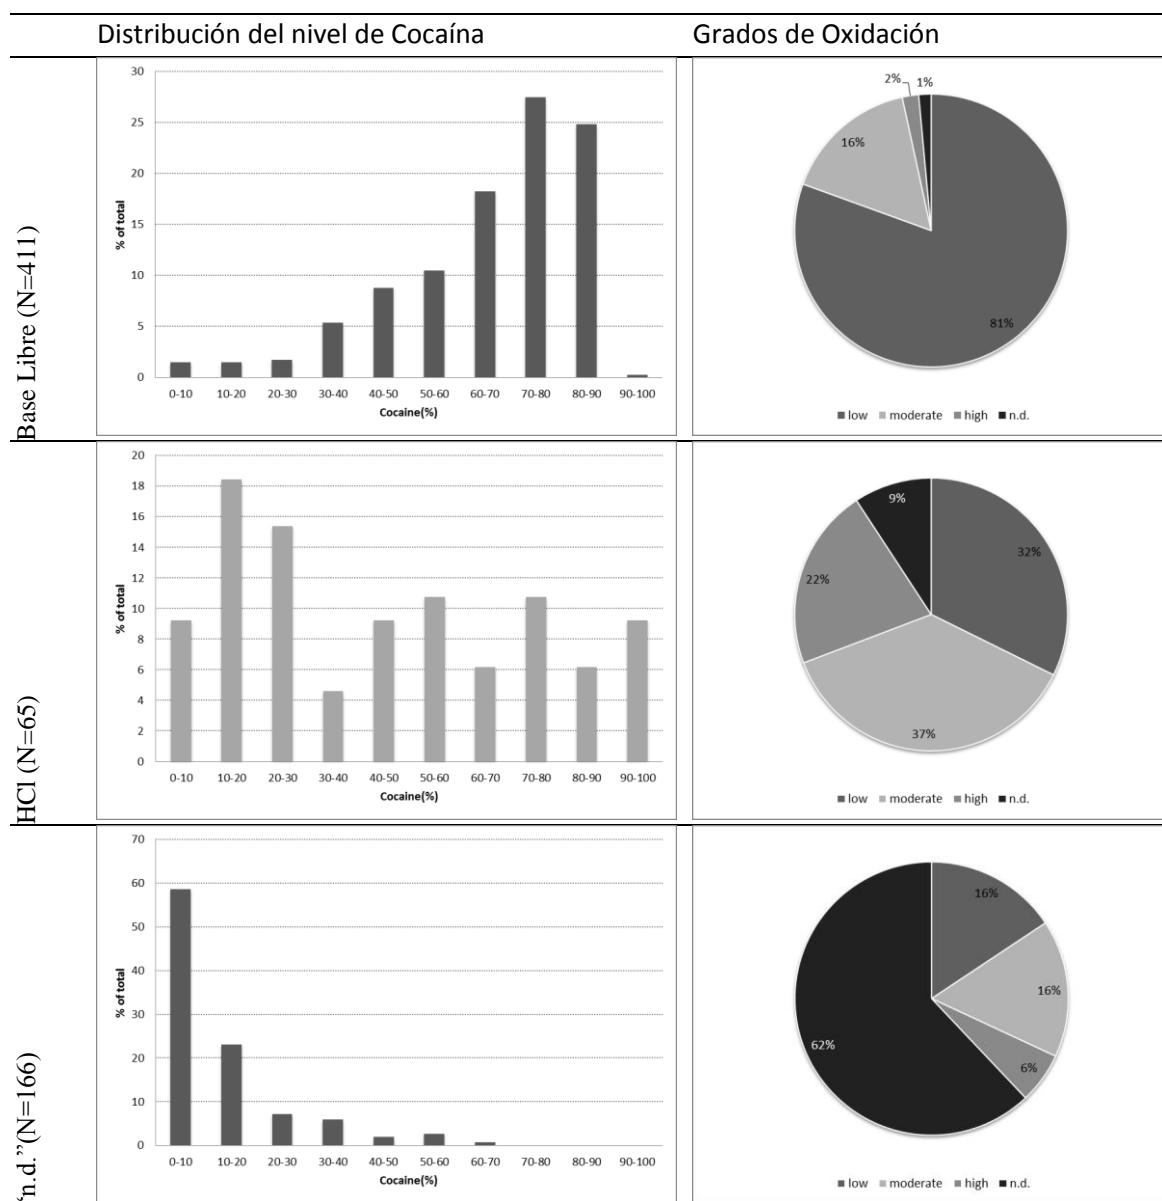 Distribución del nivel de Cocaína
Grados de Oxidación
Base Libre (N=411)
30
25
20
15
10
5
0
% of total
0-10 10-20 20-30 30-40 40-50 50-60 60-70 70-80 80-90 90-100
Cocaine(%)
2% 1%
16%
81%
low moderate high n.d.
HCl (N=65)
20
18
16
14
12
10
8
6
4
2
0
% of total
0-10 10-20 20-30 30-40 40-50 50-60 60-70 70-80 80-90 90-100
Cocaine(%)
9%
32%
22%
37%
low moderate high n.d.
“n.d.”(N=166)
70
60
50
40
30
20
10
0
% of total
0-10 10-20 20-30 30-40 40-50 50-60 60-70 70-80 80-90 90-100
Cocaine(%)
16%
16%
62%
6%
low moderate high n.d.